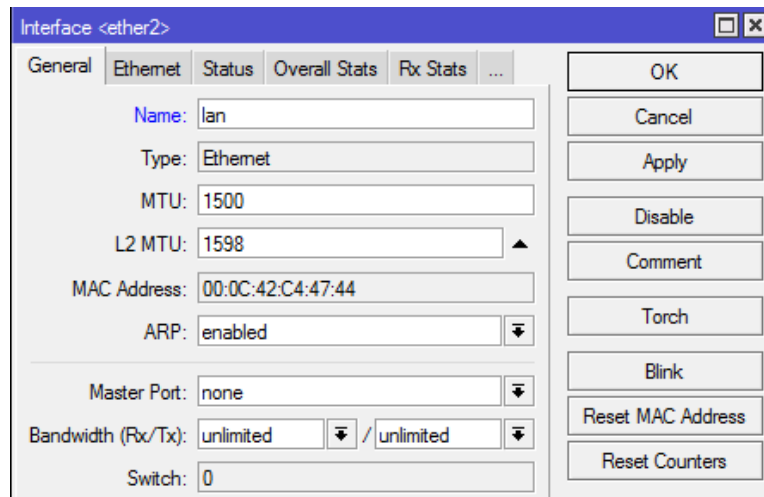 Interface <ether2>
General Ethernet Status Overall Stats Rx Stats ...
Name: lan
Type: Ethernet
MTU: 1500
L2 MTU: 1598
MAC Address: 00:0C:42:C4:47:44
ARP: enabled
Master Port: none
Bandwidth (Rx/Tx): unlimited / unlimited
Switch: 0
OK
Cancel
Apply
Disable
Comment
Torch
Blink
Reset MAC Address
Reset Counters